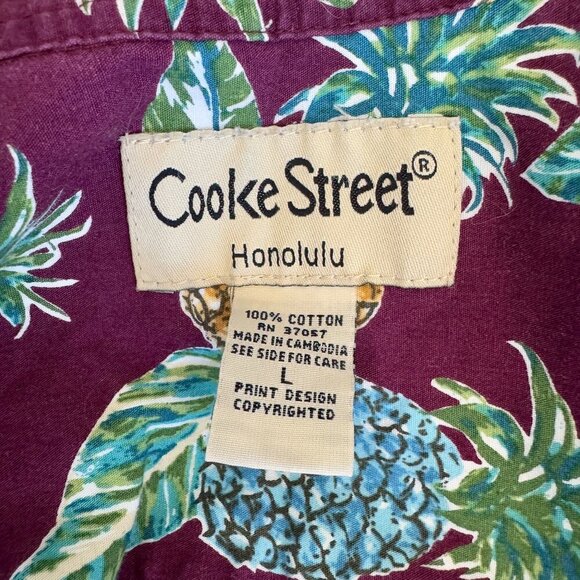 Cooke Street®
Honolulu
100% COTTON
RN 37057
MADE IN CAMBODIA
SEE SIDE FOR CARE
L
PRINT DESIGN
COPYRIGHTED